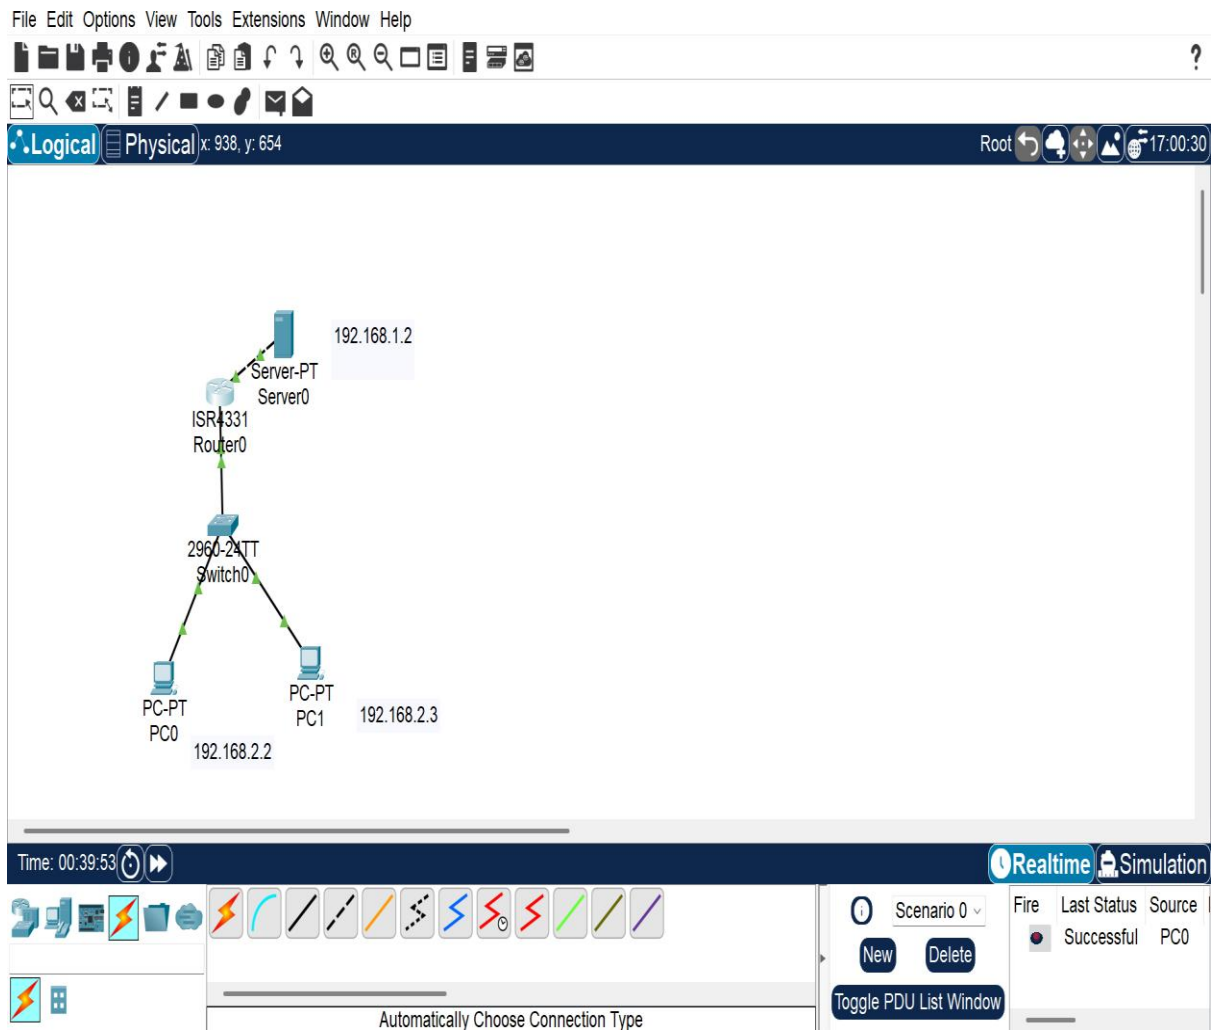 File Edit Options View Tools Extensions Window Help
?
Logical Physical x: 938, y: 654 Root 17:00:30
192.168.1.2
Server-PT
Server0
ISR4331
Router0
2960-24TT
Switch0
PC-PT
PC0
192.168.2.2
PC-PT
PC1
192.168.2.3
Time: 00:39:53 Realtime Simulation
Scenario 0
New Delete
Toggle PDU List Window
Fire Last Status Source
Successful PC0
Automatically Choose Connection Type